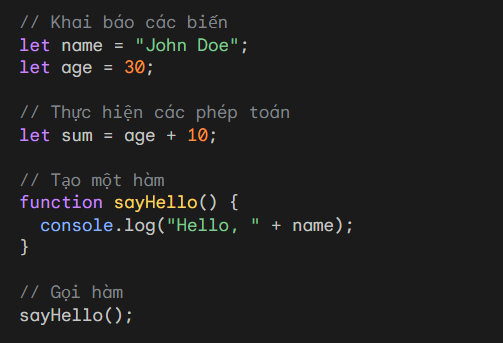 // Khai báo các biến
let name = "John Doe";
let age = 30;
// Thực hiện các phép toán
let sum = age + 10;
// Tạo một hàm
function sayHello() {
  console.log("Hello, " + name);
}
// Gọi hàm
sayHello();